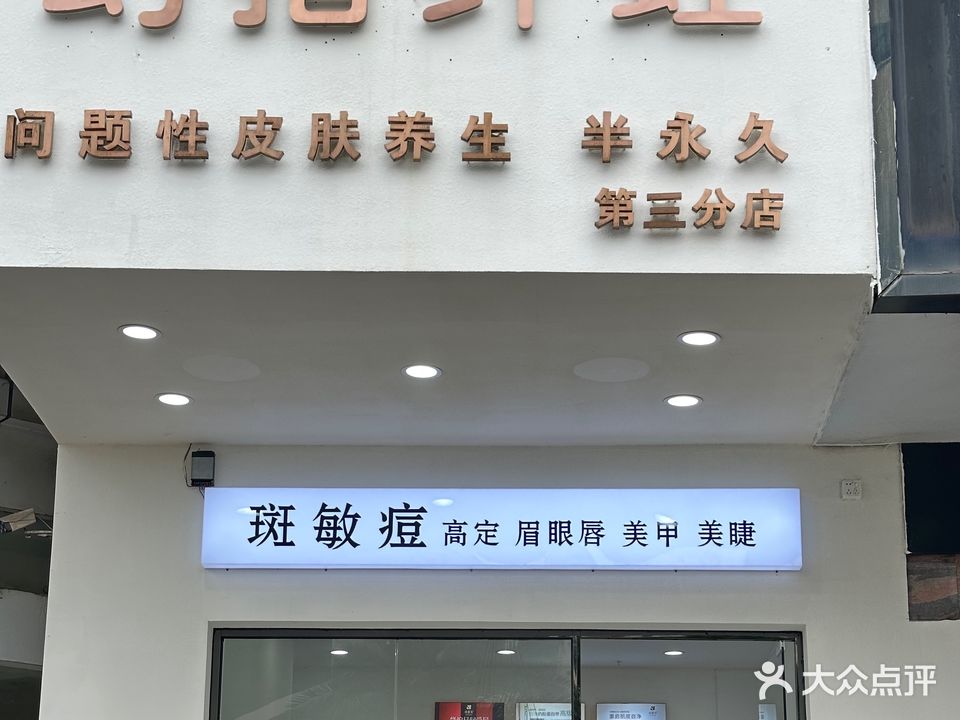 问题性皮肤养生 半永久
第三分店
斑敏痘 高定 眉眼唇 美甲 美睫
大众点评